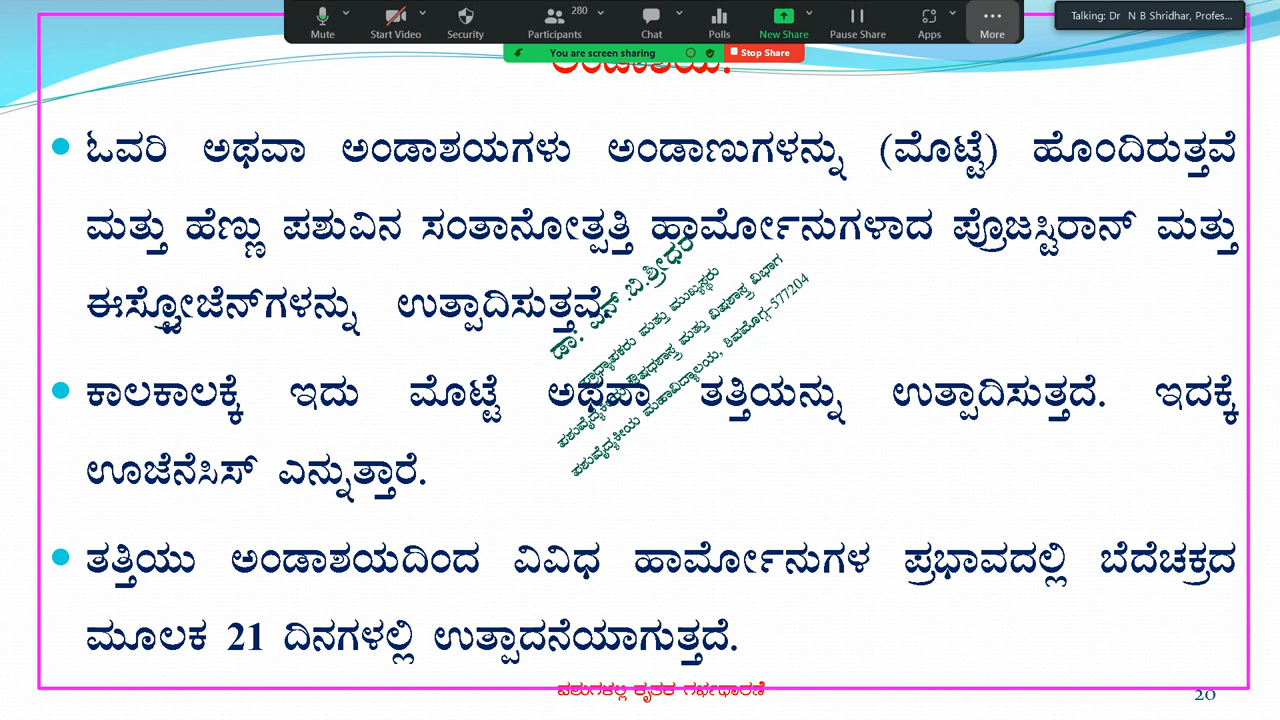 Mute
Start Video
Security
Participants
280
Chat
Polls
New Share
Pause Share
Apps
More
Talking: Dr N B Shridhar, Profes...
You are screen sharing
Stop Share
ಅಂಡಾಶಯ:
ಓವರಿ ಅಥವಾ ಅಂಡಾಶಯಗಳು ಅಂಡಾಣುಗಳನ್ನು (ಮೊಟ್ಟೆ) ಹೊಂದಿರುತ್ತವೆ
ಮತ್ತು ಹೆಣ್ಣು ಪಶುವಿನ ಸಂತಾನೋತ್ಪತ್ತಿ ಹಾರ್ಮೋನುಗಳಾದ ಪ್ರೊಜಸ್ಟಿರಾನ್ ಮತ್ತು
ಈಸ್ಟ್ರೋಜೆನ್‌ಗಳನ್ನು ಉತ್ಪಾದಿಸುತ್ತವೆ.
ಕಾಲಕಾಲಕ್ಕೆ ಇದು ಮೊಟ್ಟೆ ಅಥವಾ ತತ್ತಿಯನ್ನು ಉತ್ಪಾದಿಸುತ್ತದೆ. ಇದಕ್ಕೆ
ಊಜೆನೆಸಿಸ್ ಎನ್ನುತ್ತಾರೆ.
ತತ್ತಿಯು ಅಂಡಾಶಯದಿಂದ ವಿವಿಧ ಹಾರ್ಮೋನುಗಳ ಪ್ರಭಾವದಲ್ಲಿ ಬೆದೆಚಕ್ರದ
ಮೂಲಕ 21 ದಿನಗಳಲ್ಲಿ ಉತ್ಪಾದನೆಯಾಗುತ್ತದೆ.
ಡಾ: ಎನ್.ಬಿ.ಶ್ರೀಧರ
ಪ್ರಾಧ್ಯಾಪಕರು ಮತ್ತು ಮುಖ್ಯಸ್ಥರು
ಪಶುವೈದ್ಯಕೀಯ ಔಷಧಶಾಸ್ತ್ರ ಮತ್ತು ವಿಷಶಾಸ್ತ್ರ ವಿಭಾಗ
ಪಶುವೈದ್ಯಕೀಯ ಮಹಾವಿದ್ಯಾಲಯ, ಶಿವಮೊಗ್ಗ-577204
ಪಶುಗಳಲ್ಲಿ ಕೃತಕ ಗರ್ಭಧಾರಣೆ
20